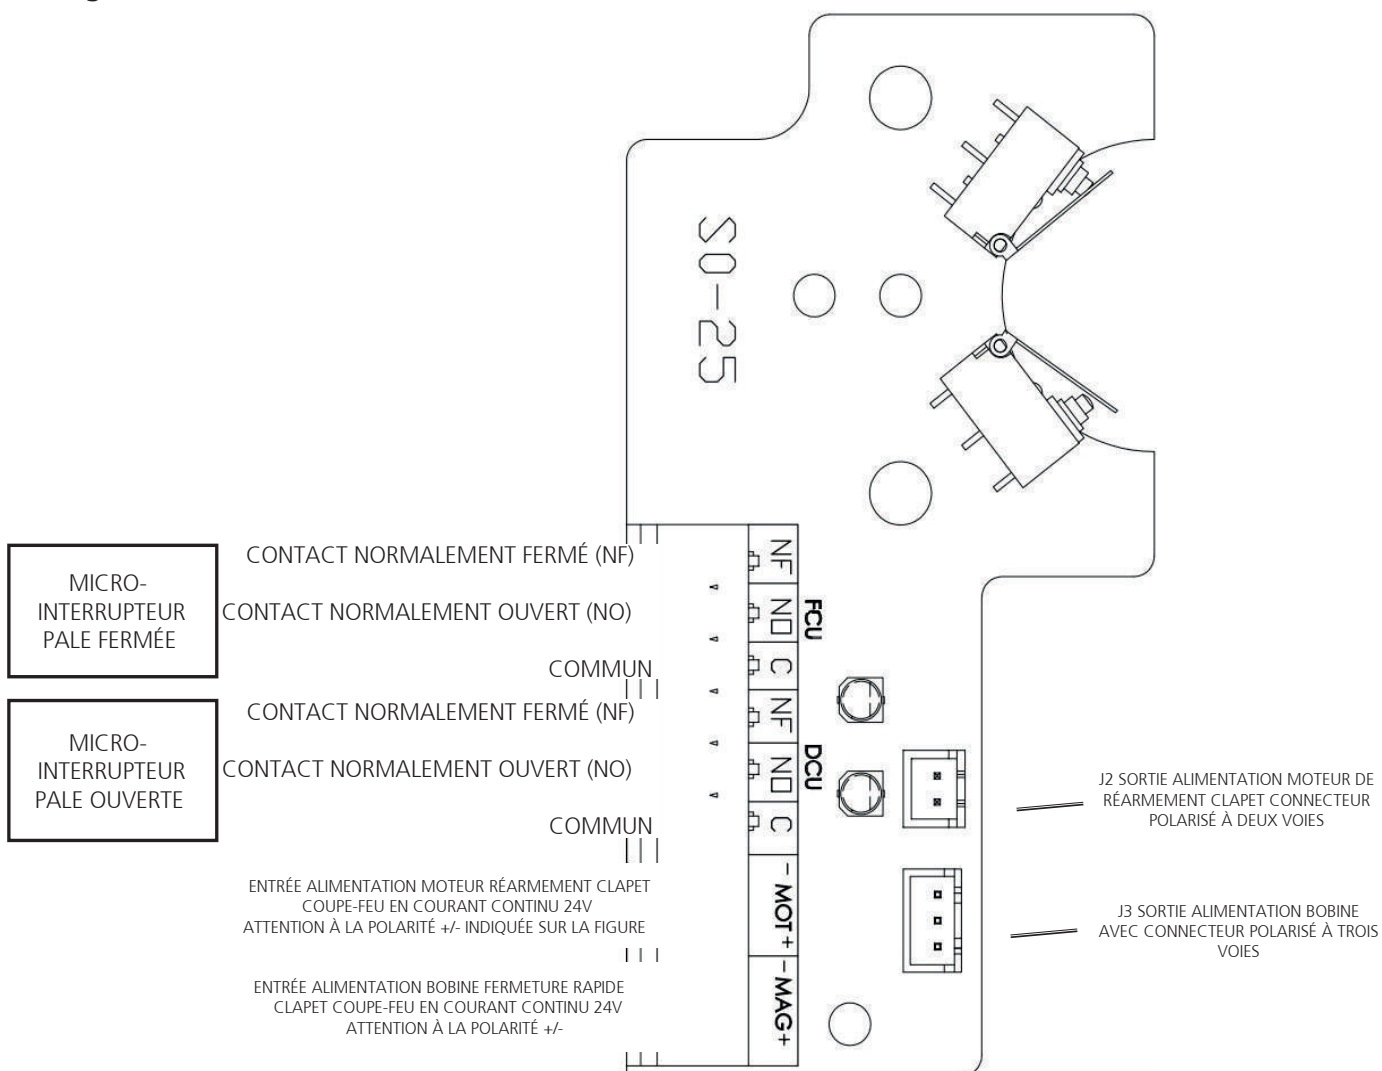 SO-25
MICRO-
INTERRUPTEUR
PALE FERMÉE
CONTACT NORMALEMENT FERMÉ (NF)
CONTACT NORMALEMENT OUVERT (NO)
COMMUN
NF
NO
C
FCU
MICRO-
INTERRUPTEUR
PALE OUVERTE
CONTACT NORMALEMENT FERMÉ (NF)
CONTACT NORMALEMENT OUVERT (NO)
COMMUN
NF
NO
C
DCU
ENTRÉE ALIMENTATION MOTEUR RÉARMEMENT CLAPET
COUPE-FEU EN COURANT CONTINU 24V
ATTENTION À LA POLARITÉ +/- INDIQUÉE SUR LA FIGURE
- MOT +
ENTRÉE ALIMENTATION BOBINE FERMETURE RAPIDE
CLAPET COUPE-FEU EN COURANT CONTINU 24V
ATTENTION À LA POLARITÉ +/-
-MAG+
J2 SORTIE ALIMENTATION MOTEUR DE
RÉARMEMENT CLAPET CONNECTEUR
POLARISÉ À DEUX VOIES
J3 SORTIE ALIMENTATION BOBINE
AVEC CONNECTEUR POLARISÉ À TROIS
VOIES